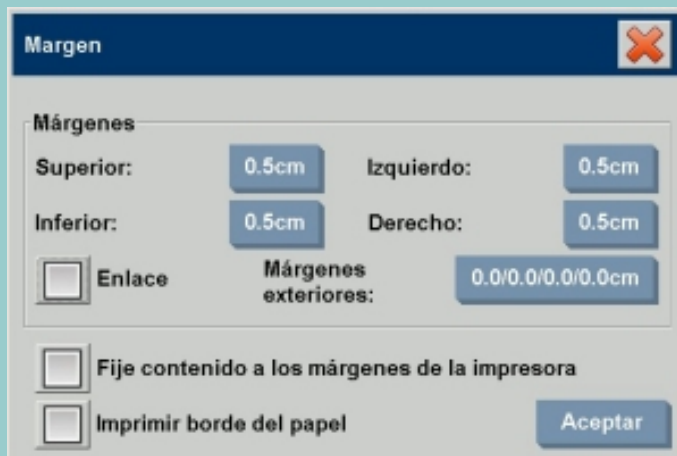 Margen
Márgenes
Superior: 0.5cm Izquierdo: 0.5cm
Inferior: 0.5cm Derecho: 0.5cm
Enlace Márgenes exteriores: 0.0/0.0/0.0/0.0cm
Fije contenido a los márgenes de la impresora
Imprimir borde del papel Aceptar